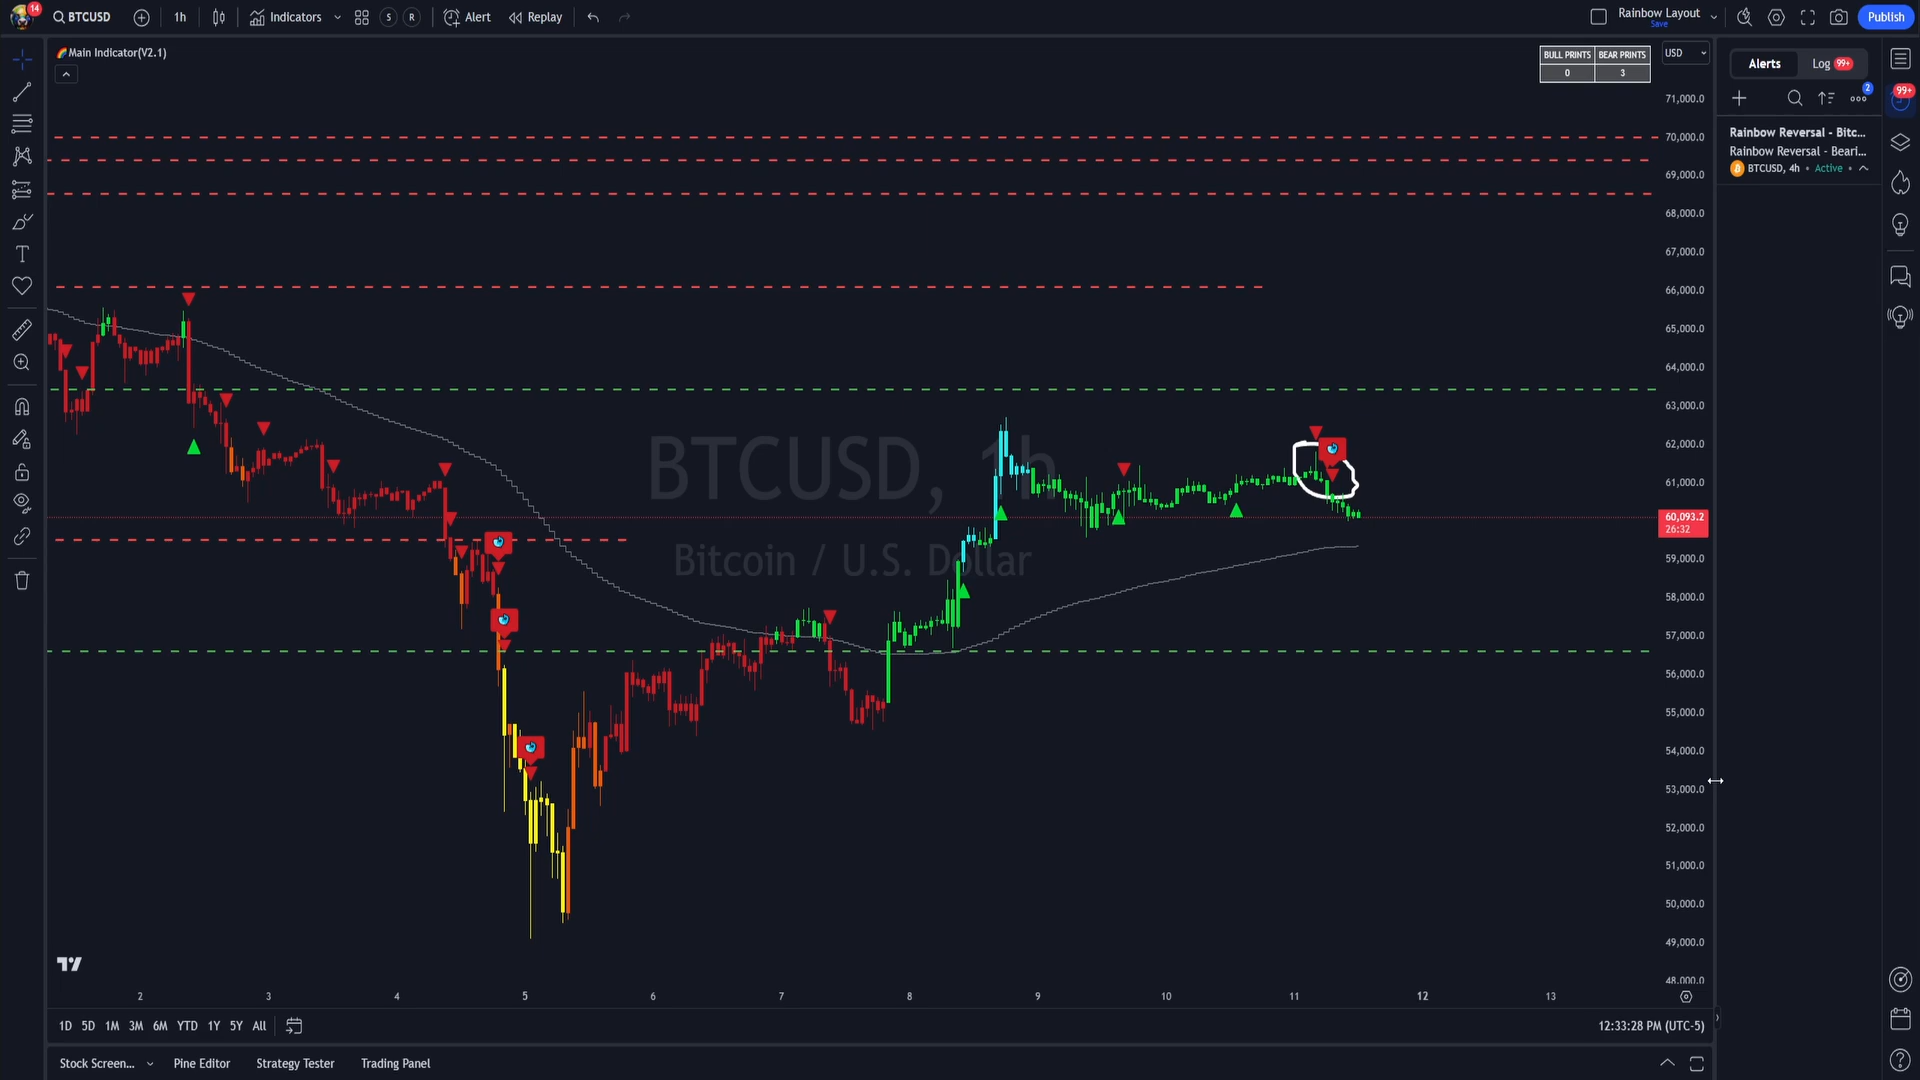 14
BTCUSD
1h
Indicators
S
R
Alert
Replay
Rainbow Layout
Save
Publish
🌈Main Indicator(V2.1)
BULL PRINTS BEAR PRINTS
0 3
USD
Alerts
Log 99+
2
99+
Rainbow Reversal - Bitc...
Rainbow Reversal - Beari...
BTCUSD, 4h • Active •
BTCUSD, 1h
Bitcoin / U.S. Dollar
71,000.0
70,000.0
69,000.0
68,000.0
67,000.0
66,000.0
65,000.0
64,000.0
63,000.0
62,000.0
61,000.0
60,093.2
26:32
59,000.0
58,000.0
57,000.0
56,000.0
55,000.0
54,000.0
53,000.0
52,000.0
51,000.0
50,000.0
49,000.0
48,000.0
2 3 4 5 6 7 8 9 10 11 12 13
1D 5D 1M 3M 6M YTD 1Y 5Y All
12:33:28 PM (UTC-5)
Stock Screen... Pine Editor Strategy Tester Trading Panel